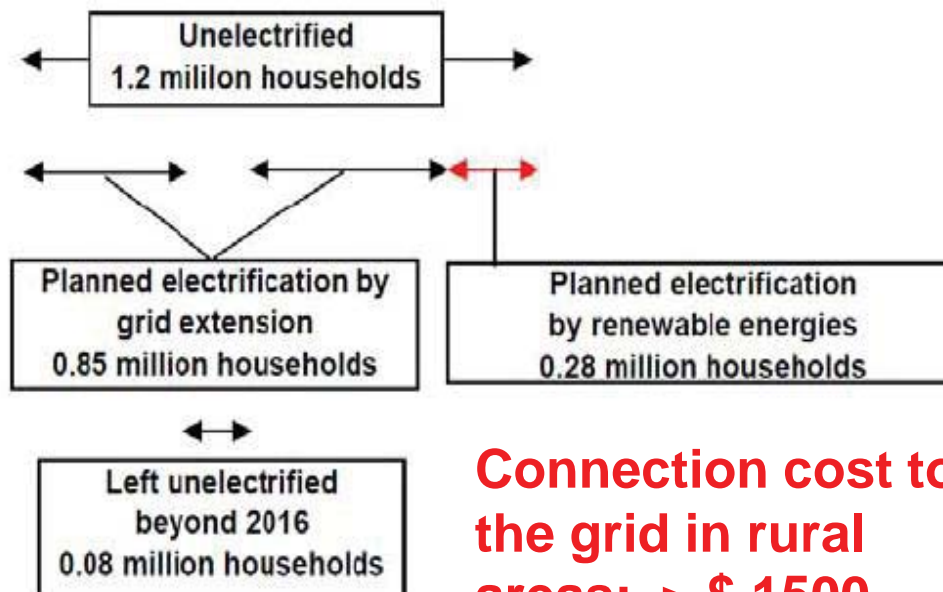 Unelectrified
1.2 mililon households
Planned electrification by
grid extension
0.85 million households
Planned electrification
by renewable energies
0.28 million households
Left unelectrified
beyond 2016
0.08 million households
Connection cost to
the grid in rural
areas: > $ 1500